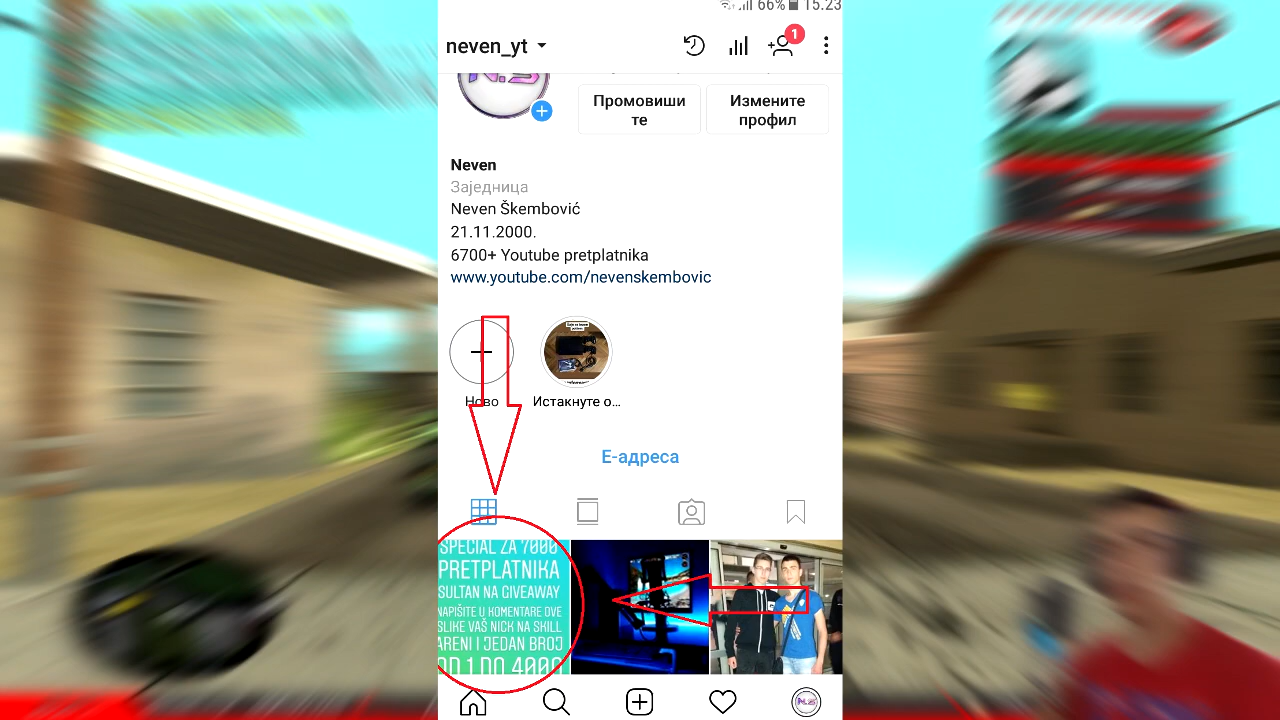 66% 15.23
neven_yt
1
N.S
Промовиши
те
Измените
профил
Neven
Заједница
Neven Škembović
21.11.2000.
6700+ Youtube pretplatnika
www.youtube.com/nevenskembovic
Ново
Истакнуте о...
Е-адреса
SPECIAL ZA 7000
PRETPLATNIKA
SULTAN NA GIVEAWAY
NAPIŠITE U KOMENTARE OVE
SLIKE VAŠ NICK NA SKILL
ARENI I JEDAN BROJ
OD 1 DO 4000
N.S